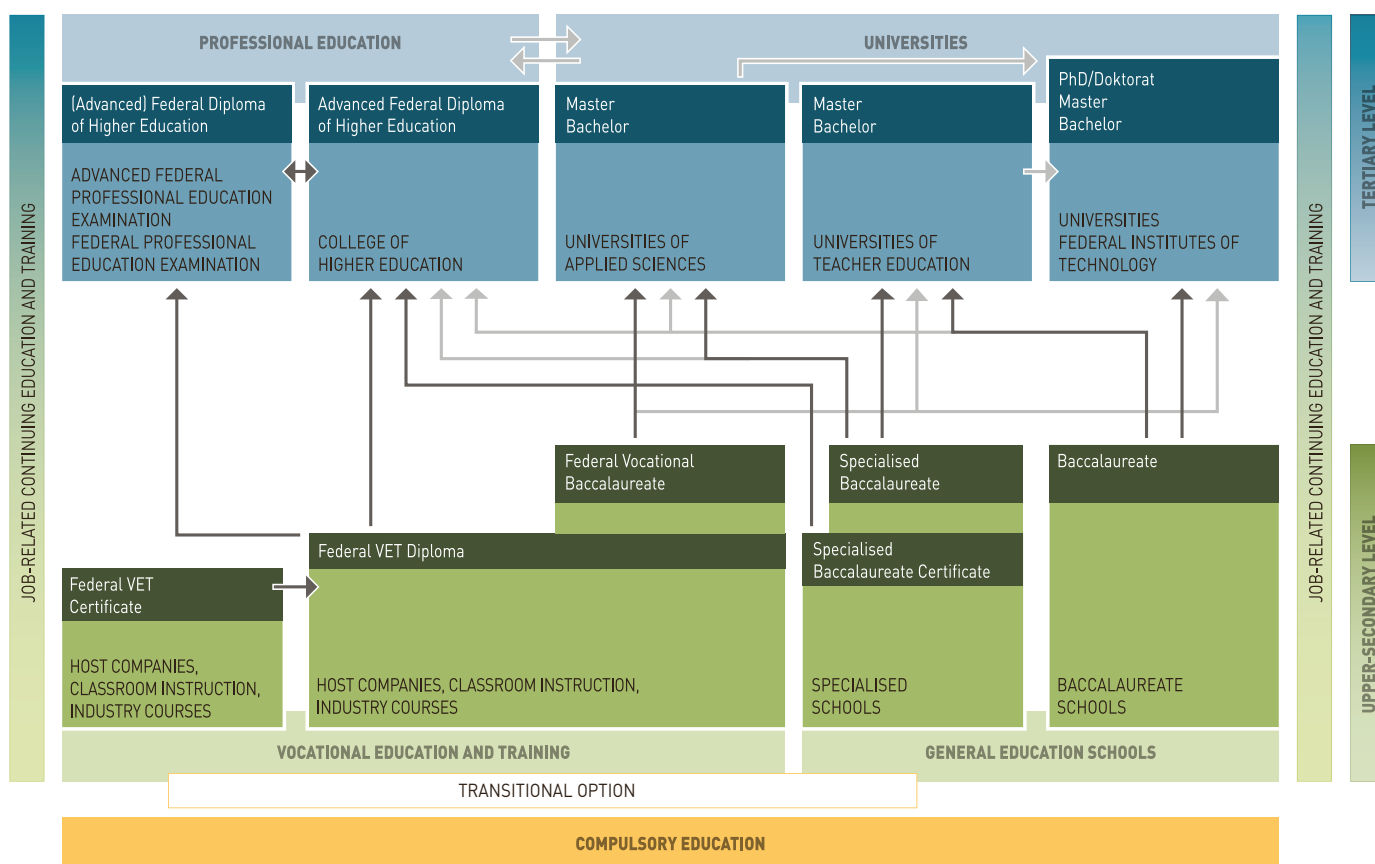 PROFESSIONAL EDUCATION
UNIVERSITIES
(Advanced) Federal Diploma
of Higher Education
Advanced Federal Diploma
of Higher Education
Master
Bachelor
Master
Bachelor
PhD/Doktorat
Master
Bachelor
ADVANCED FEDERAL
PROFESSIONAL EDUCATION
EXAMINATION
FEDERAL PROFESSIONAL
EDUCATION EXAMINATION
COLLEGE OF
HIGHER EDUCATION
UNIVERSITIES OF
APPLIED SCIENCES
UNIVERSITIES OF
TEACHER EDUCATION
UNIVERSITIES
FEDERAL INSTITUTES OF
TECHNOLOGY
JOB-RELATED CONTINUING EDUCATION AND TRAINING
JOB-RELATED CONTINUING EDUCATION AND TRAINING
TERTIARY LEVEL
UPPER-SECONDARY LEVEL
Federal Vocational
Baccalaureate
Specialised
Baccalaureate
Baccalaureate
Federal VET Diploma
Specialised
Baccalaureate Certificate
Federal VET
Certificate
HOST COMPANIES,
CLASSROOM INSTRUCTION,
INDUSTRY COURSES
HOST COMPANIES, CLASSROOM INSTRUCTION,
INDUSTRY COURSES
SPECIALISED
SCHOOLS
BACCALAUREATE
SCHOOLS
VOCATIONAL EDUCATION AND TRAINING
GENERAL EDUCATION SCHOOLS
TRANSITIONAL OPTION
COMPULSORY EDUCATION